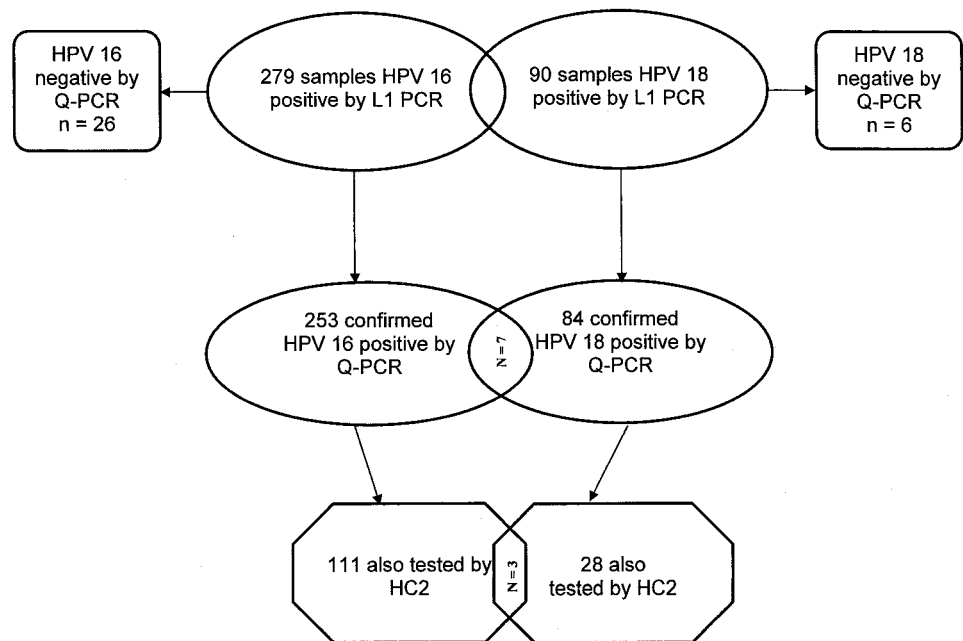 HPV 16
negative by
Q-PCR
n = 26
279 samples HPV 16
positive by L1 PCR
90 samples HPV 18
positive by L1 PCR
HPV 18
negative by
Q-PCR
n = 6
253 confirmed
HPV 16 positive by
Q-PCR
N = 7
84 confirmed
HPV 18 positive by
Q-PCR
111 also tested by
HC2
N = 3
28 also
tested by HC2